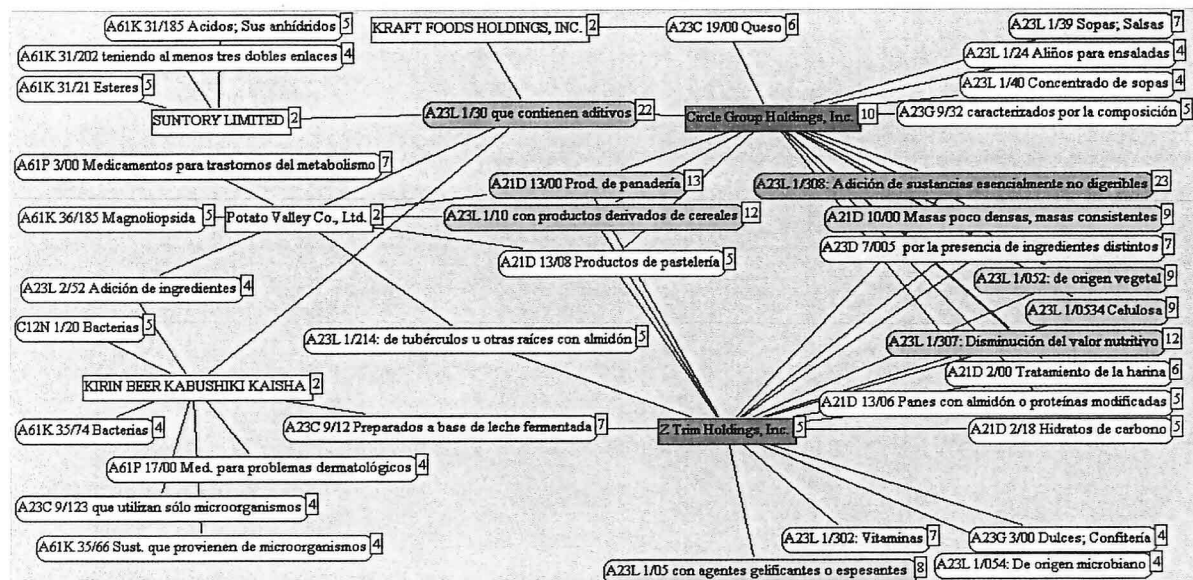 A61K 31/185 Acidos; Sus anhídridos 5
KRAFT FOODS HOLDINGS, INC. 2
A23C 19/00 Queso 6
A23L 1/39 Sopas; Salsas 7
A61K 31/202 teniendo al menos tres dobles enlaces 4
A23L 1/24 Aliños para ensaladas 4
A61K 31/21 Esteres 5
A23L 1/40 Concentrado de sopas 4
SUNTORY LIMITED 2
A23L 1/30 que contienen aditivos 22
Circle Group Holdings, Inc. 10
A23G 9/32 caracterizados por la composición 5
A61P 3/00 Medicamentos para trastornos del metabolismo 7
A21D 13/00 Prod. de panadería 13
A23L 1/308: Adición de sustancias esencialmente no digeribles 23
A61K 36/185 Magnoliopsida 5
Potato Valley Co., Ltd. 2
A23L 1/10 con productos derivados de cereales 12
A21D 10/00 Masas poco densas, masas consistentes 9
A23D 7/005 por la presencia de ingredientes distintos 7
A21D 13/08 Productos de pastelería 5
A23L 1/052: de origen vegetal 9
A23L 2/52 Adición de ingredientes 4
A23L 1/0534 Celulosa 9
C12N 1/20 Bacterias 5
A23L 1/214: de tubérculos u otras raíces con almidón 5
A23L 1/307: Disminución del valor nutritivo 12
A21D 2/00 Tratamiento de la harina 6
KIRIN BEER KABUSHIKI KAISHA 2
A21D 13/06 Panes con almidón o proteínas modificadas 5
A61K 35/74 Bacterias 4
A23C 9/12 Preparados a base de leche fermentada 7
Z Trim Holdings, Inc. 5
A21D 2/18 Hidratos de carbono 5
A61P 17/00 Med. para problemas dermatológicos 4
A23C 9/123 que utilizan sólo microorganismos 4
A61K 35/66 Sust. que provienen de microorganismos 4
A23L 1/302: Vitaminas 7
A23G 3/00 Dulces; Confitería 4
A23L 1/05 con agentes gelificantes o espesantes 8
A23L 1/054: De origen microbiano 4